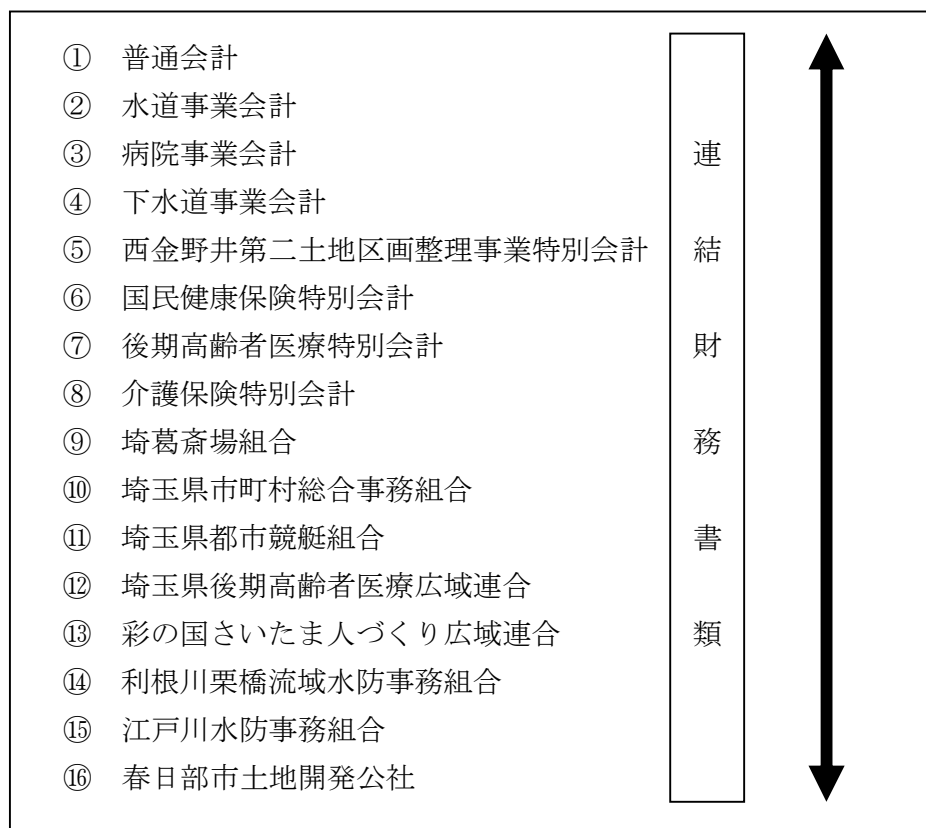 ① 普通会計
② 水道事業会計
③ 病院事業会計
④ 下水道事業会計
⑤ 西金野井第二土地区画整理事業特別会計
⑥ 国民健康保険特別会計
⑦ 後期高齢者医療特別会計
⑧ 介護保険特別会計
⑨ 埼葛斎場組合
⑩ 埼玉県市町村総合事務組合
⑪ 埼玉県都市競艇組合
⑫ 埼玉県後期高齢者医療広域連合
⑬ 彩の国さいたま人づくり広域連合
⑭ 利根川栗橋流域水防事務組合
⑮ 江戸川水防事務組合
⑯ 春日部市土地開発公社
連結財務書類